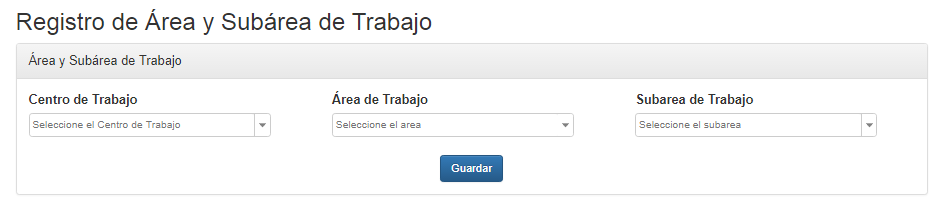 Registro de Área y Subárea de Trabajo
Área y Subárea de Trabajo
Centro de Trabajo
Seleccione el Centro de Trabajo
Área de Trabajo
Seleccione el area
Subarea de Trabajo
Seleccione el subarea
Guardar